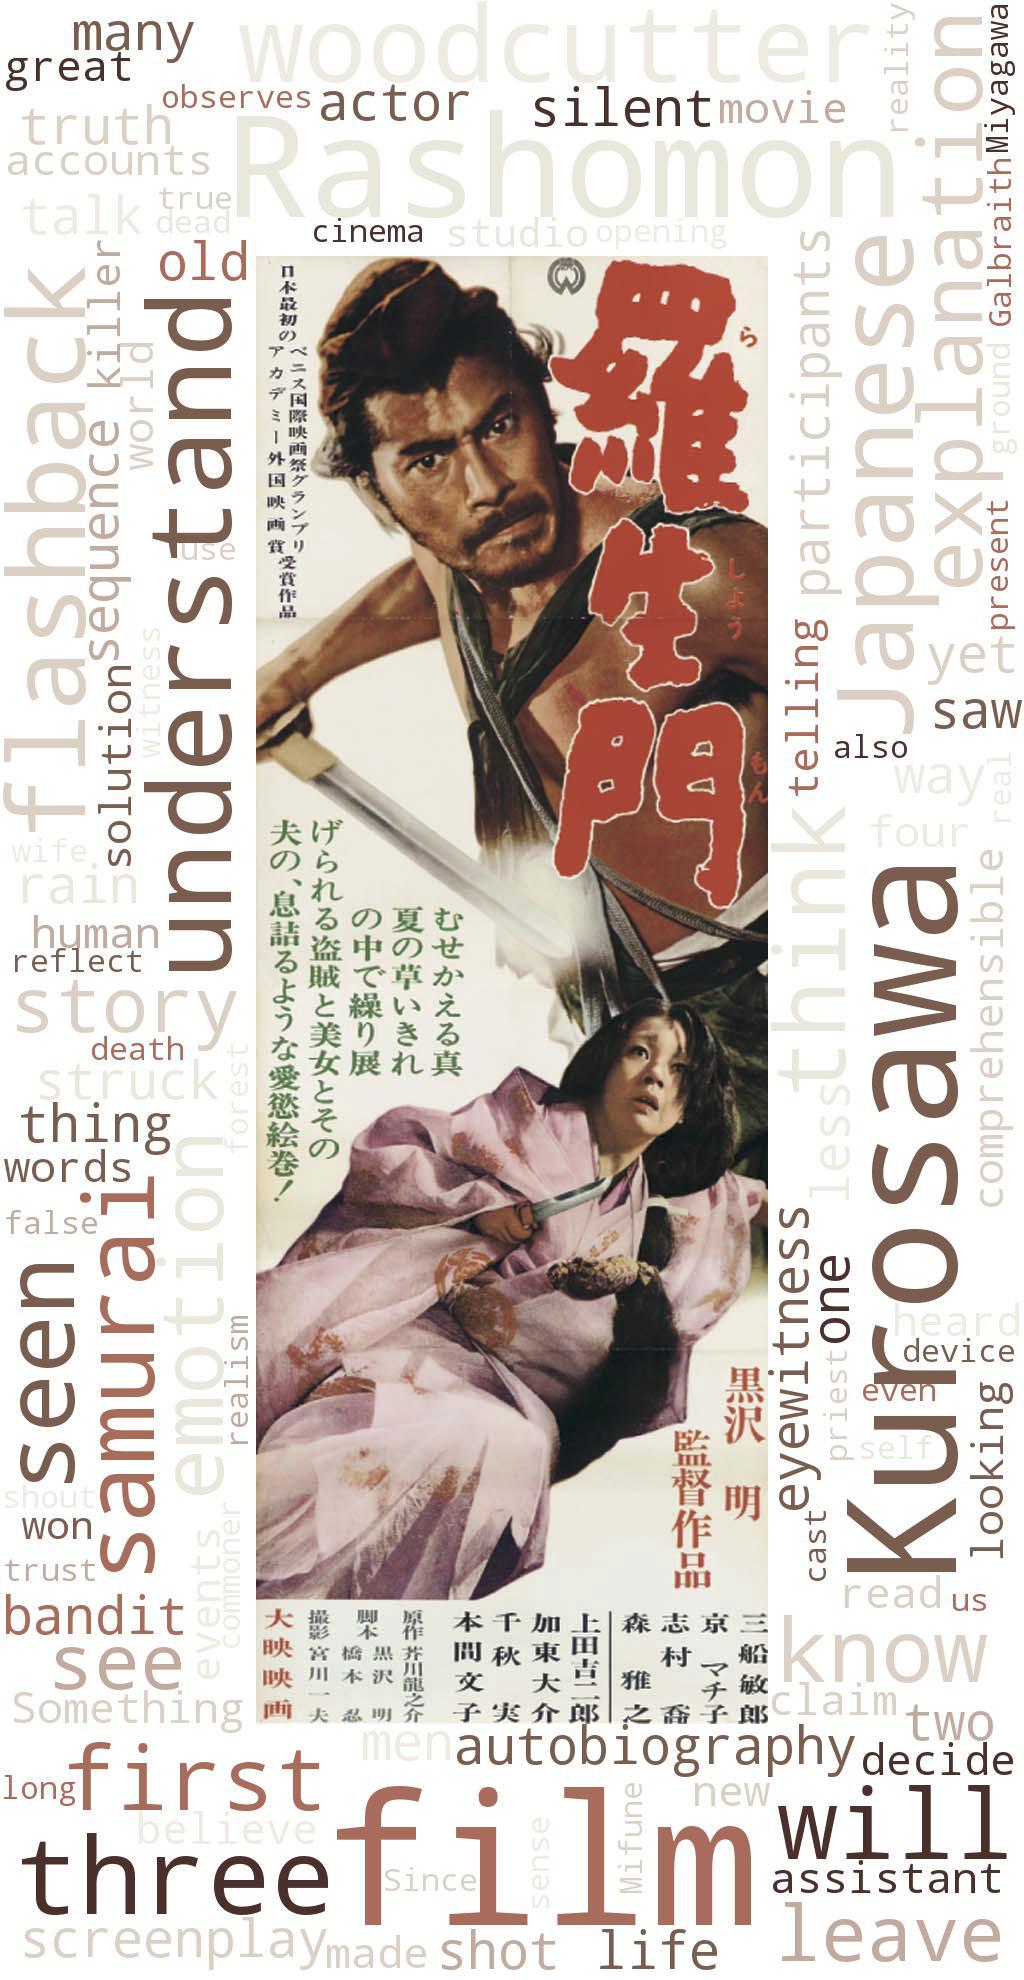 many
woodcutter
reality
explanation
Miyagawa
great
observes
actor
silent
movie
truth
Rashomon
accounts
true
talk
dead
cinema
studio
opening
Galbraith
old
participants
Japanese
flashback
killer
sequence
world
understand
use
ground
present
witness
solution
telling
yet
saw
also
way
real
wife
rain
think
four
human
reflect
Kurosawa
comprehensible
story
death
struck
forest
less
thing
words
emotion
false
samurai
seen
eyewitness
one
heard
device
realism
priest
even
self
looking
shout
won
trust
events
commoner
cast
read
us
bandit
see
know
Something
claim
two
men
autobiography
decide
long
first
new
believe
three
film
Since
sense
Mifune
will
assistant
screenplay
made
shot
life
leave
日本最初の
ベニス国際映画祭グランプリ
アカデミー外国映画賞
受賞作品
羅生門
らしようもん
むせかえる真
夏の草いきれ
の中で繰り展
げられる盗賊と美女とその
夫の、息詰るような愛慾絵巻!
黒沢 明
監督作品
三船敏郎
京 マチ子
志村 喬
森 雅之
上田吉二郎
加東大介
千秋 実
本間文子
原作 芥川龍之介
脚本 黒沢 明
橋本 忍
撮影 宮川一夫
大映映画